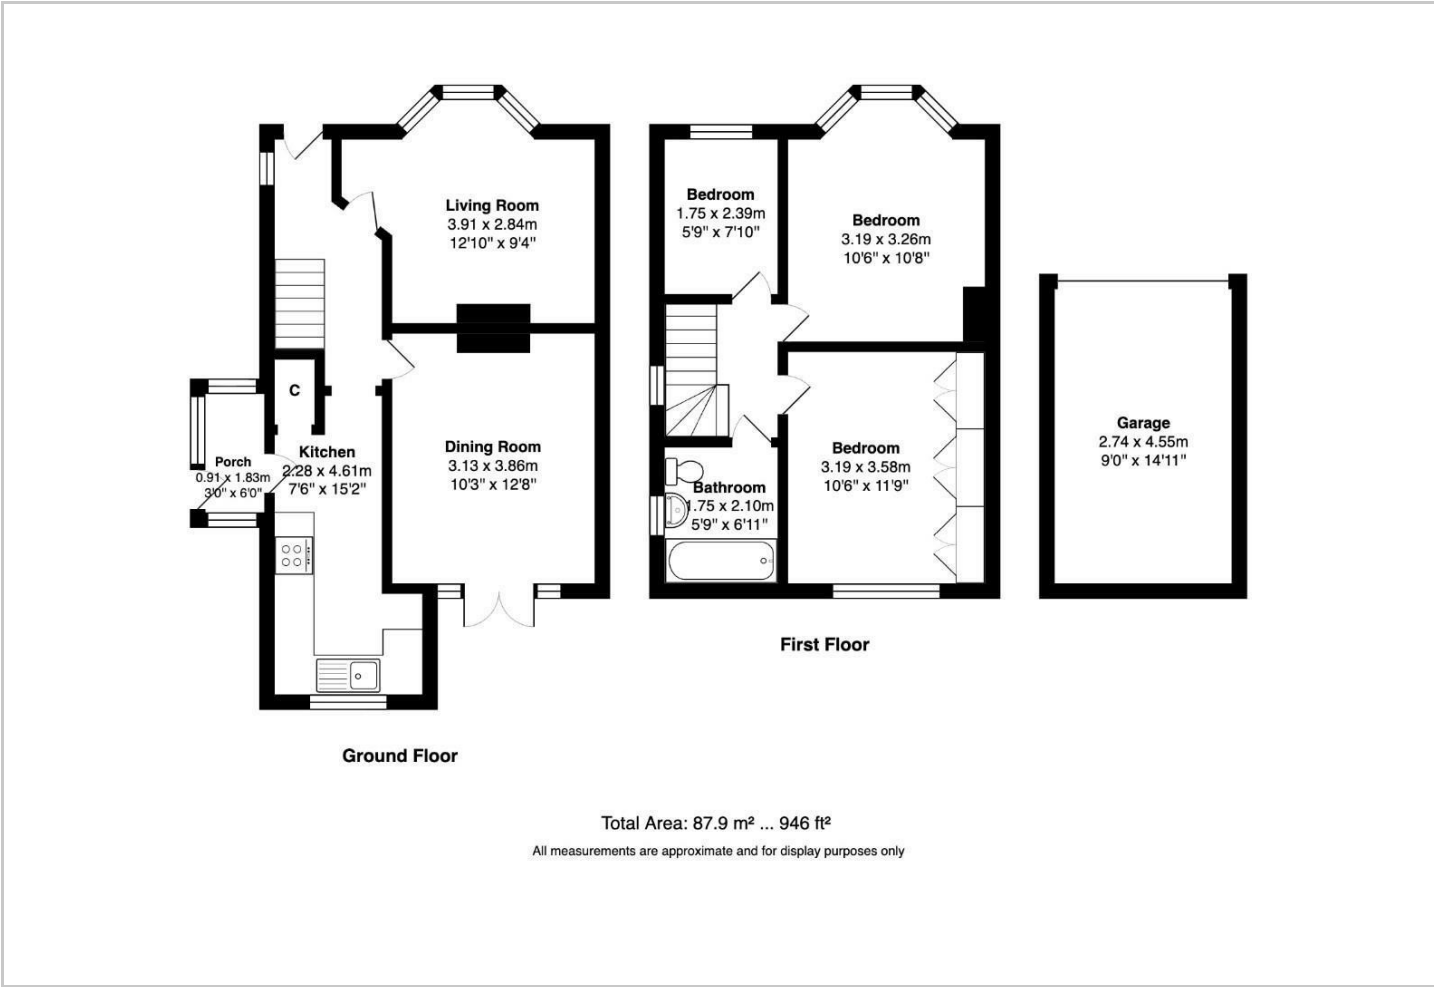 Living Room
3.91 x 2.84m
12'10" x 9'4"
C
Kitchen
2.28 x 4.61m
7'6" x 15'2"
Porch
0.91 x 1.83m
3'0" x 6'0"
Dining Room
3.13 x 3.86m
10'3" x 12'8"
Ground Floor
Bedroom
1.75 x 2.39m
5'9" x 7'10"
Bedroom
3.19 x 3.26m
10'6" x 10'8"
Bedroom
3.19 x 3.58m
10'6" x 11'9"
Bathroom
1.75 x 2.10m
5'9" x 6'11"
First Floor
Garage
2.74 x 4.55m
9'0" x 14'11"
Total Area: 87.9 m² ... 946 ft²
All measurements are approximate and for display purposes only